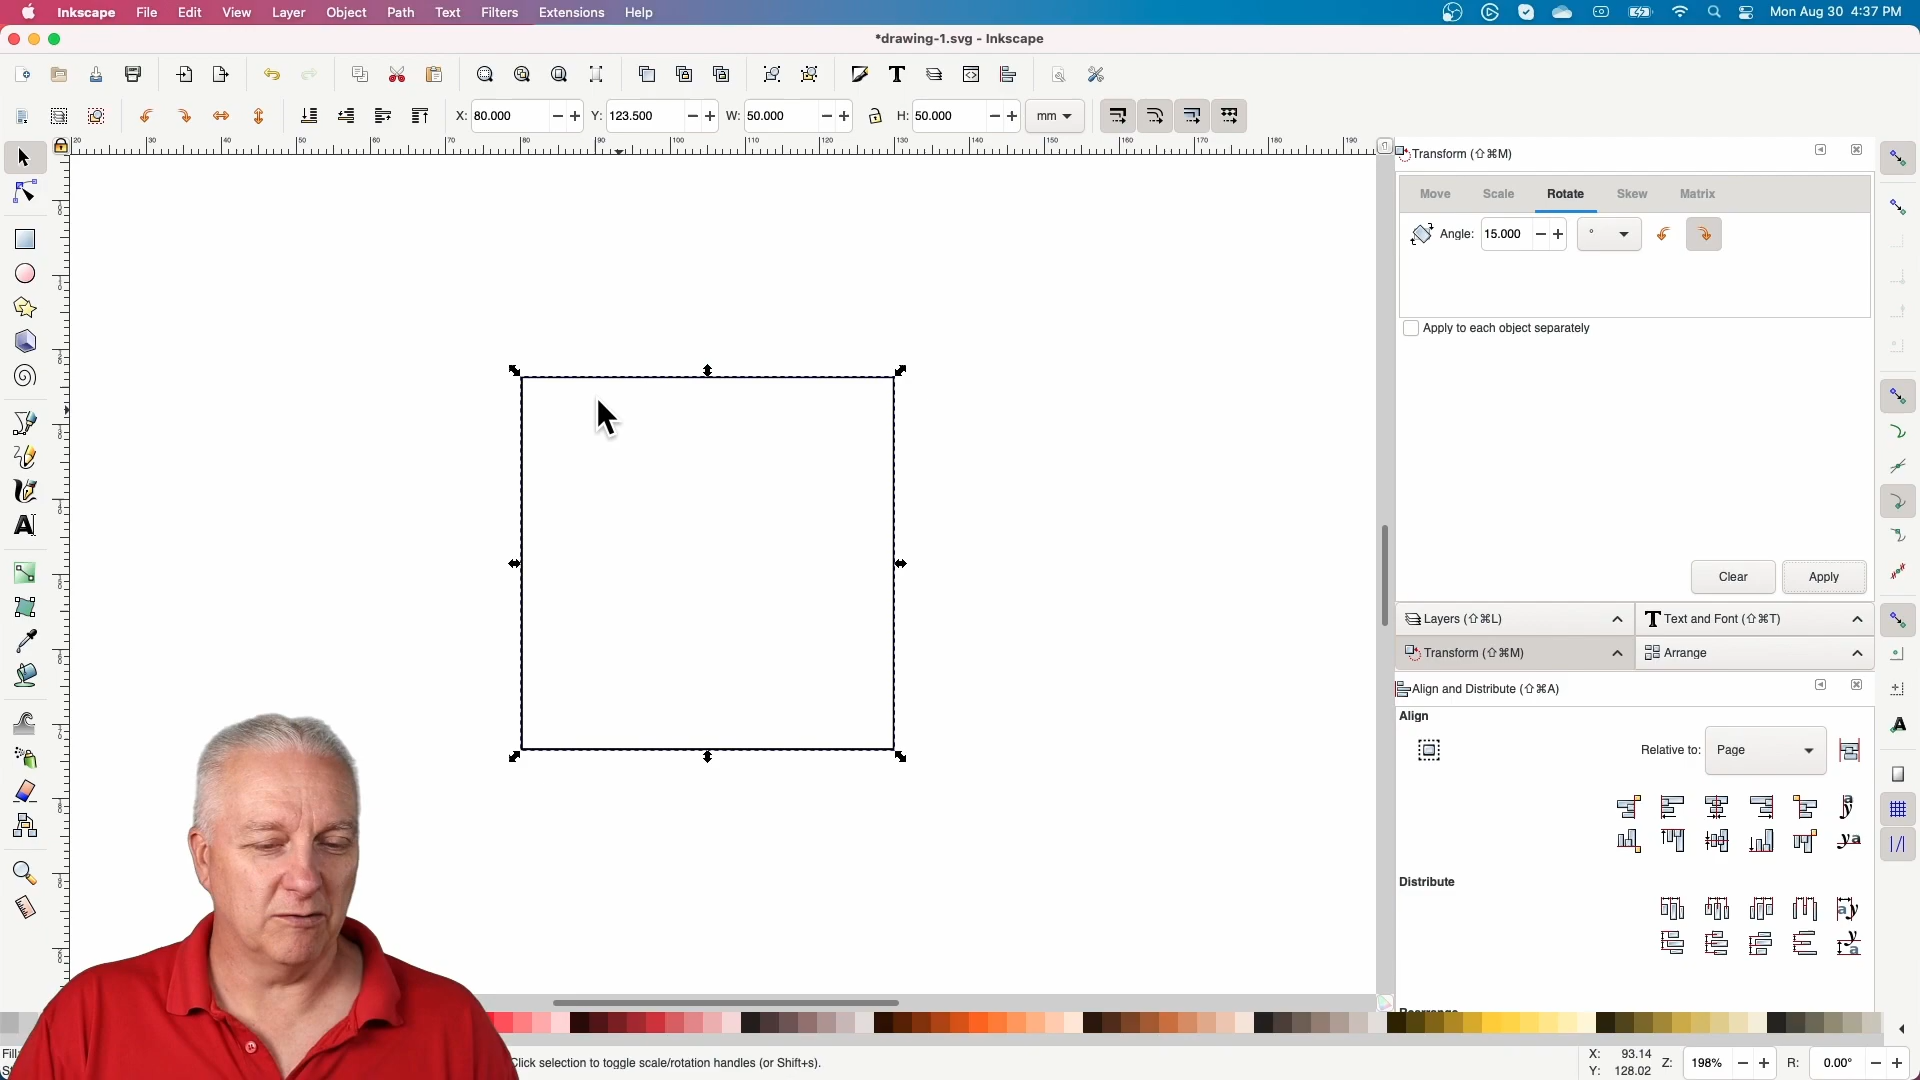 Inkscape File Edit View Layer Object Path Text Filters Extensions Help Mon Aug 30 4:37 PM
*drawing-1.svg - Inkscape
X: 80.000 Y: 123.500 W: 50.000 H: 50.000 mm
Transform (⇧⌘M)
Move Scale Rotate Skew Matrix
Angle: 15.000 °
Apply to each object separately
Clear Apply
Layers (⇧⌘L) Text and Font (⇧⌘T)
Transform (⇧⌘M) Arrange
Align and Distribute (⇧⌘A)
Align
Relative to: Page
Distribute
Click selection to toggle scale/rotation handles (or Shift+s).
X: 93.14
Y: 128.02
Z: 198% R: 0.00°